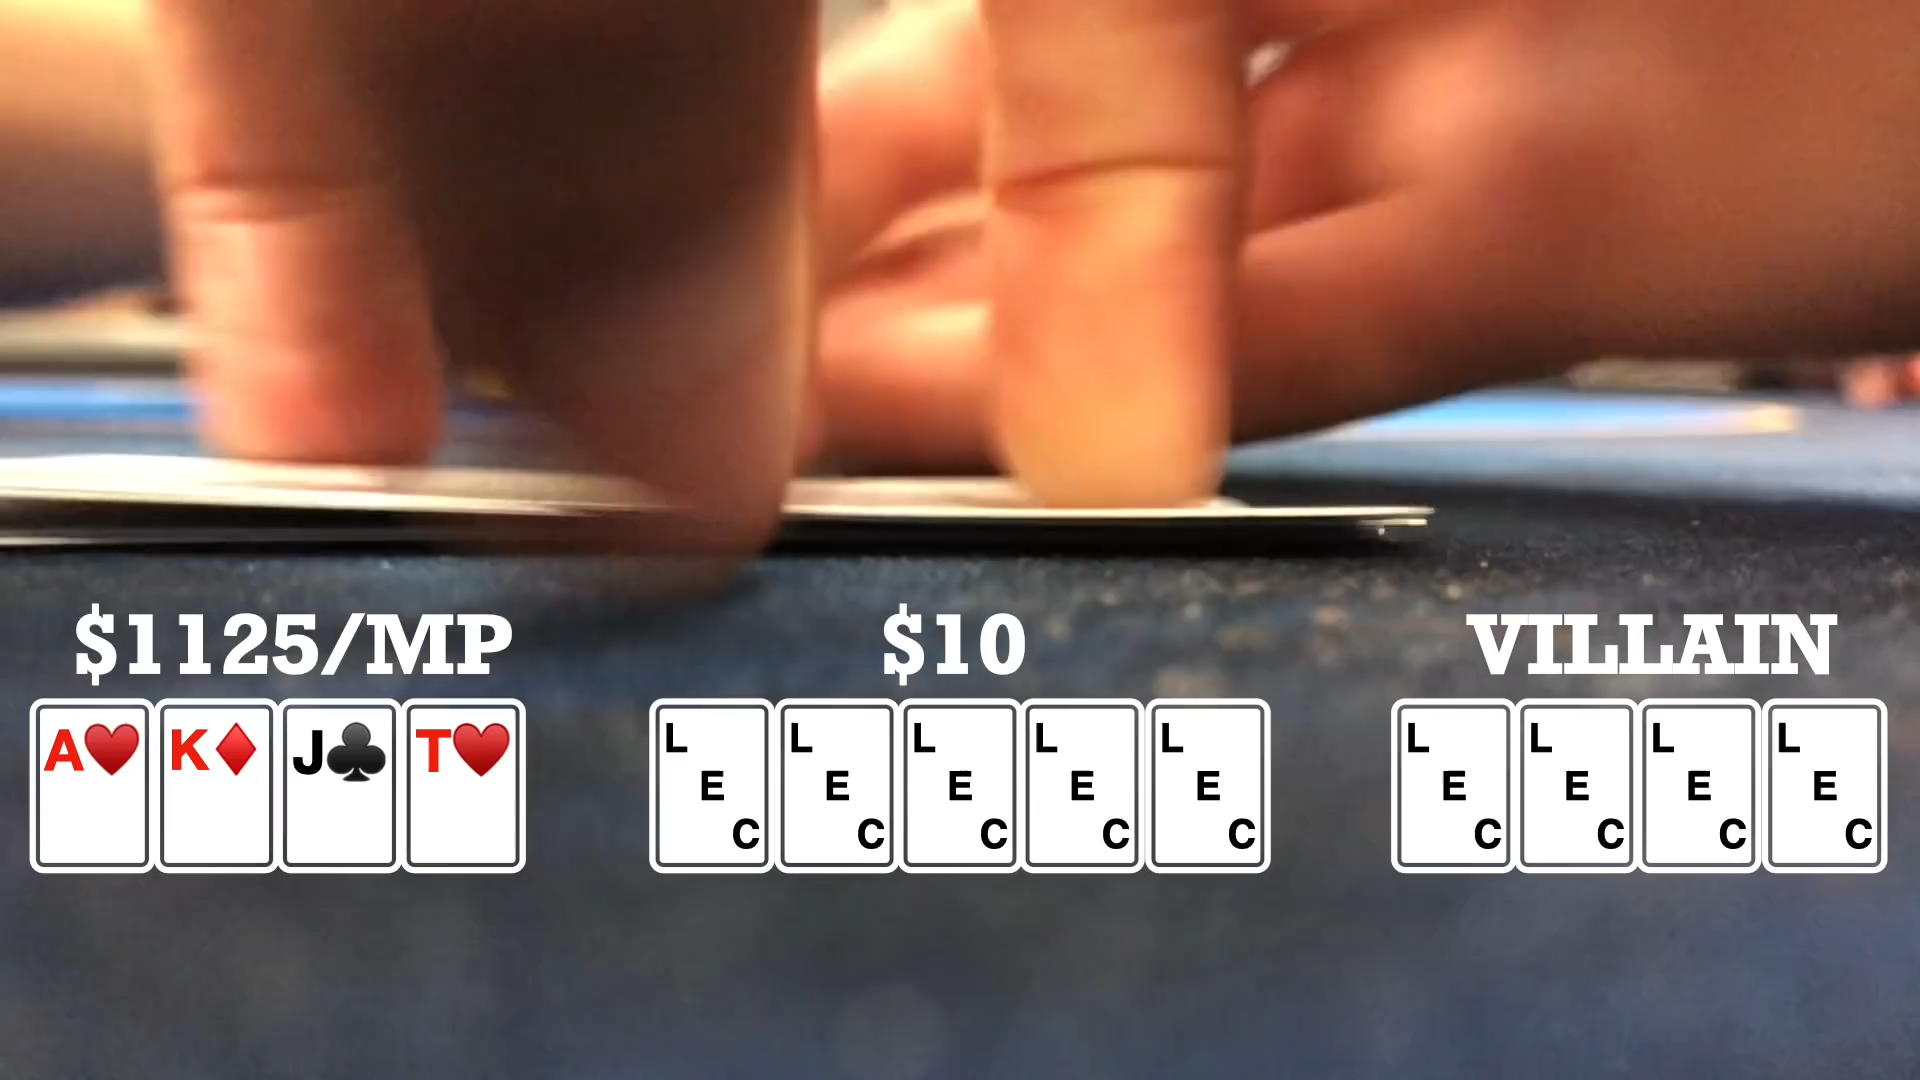 $1125/MP $10 VILLAIN
A♥ K♦ J♣ T♥ L E C L E C L E C L E C L E C L E C L E C L E C L E C